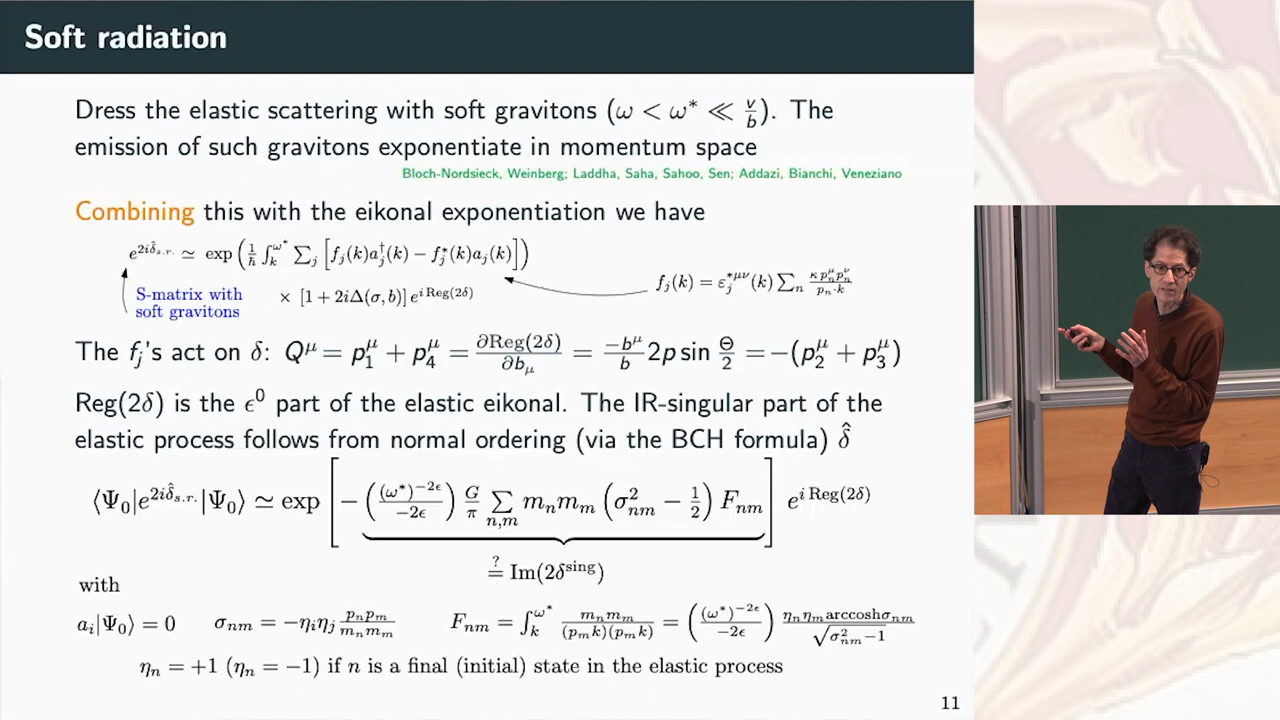 Soft radiation
Dress the elastic scattering with soft gravitons (ω < ω* ≪ v/b). The
emission of such gravitons exponentiate in momentum space
Bloch-Nordsieck, Weinberg; Laddha, Saha, Sahoo, Sen; Addazi, Bianchi, Veneziano
Combining this with the eikonal exponentiation we have
e^{2iδ̂_{s.r.}} ≃ exp(1/ħ ∫_k^{ω*} ∑_j [f_j(k)a_j^†(k) − f_j^*(k)a_j(k)])
f_j(k) = ε_j^{*μν}(k) ∑_n κ p_n^μ p_n^ν / p_n·k
S-matrix with
soft gravitons
× [1 + 2iΔ(σ, b)] e^{i Reg(2δ)}
The f_j's act on δ: Q^μ = p_1^μ + p_4^μ = ∂Reg(2δ)/∂b_μ = −b^μ/b 2p sin Θ/2 = −(p_2^μ + p_3^μ)
Reg(2δ) is the ϵ^0 part of the elastic eikonal. The IR-singular part of the
elastic process follows from normal ordering (via the BCH formula) δ̂
⟨Ψ_0|e^{2iδ̂_{s.r.}}|Ψ_0⟩ ≃ exp [−((ω*)^{−2ϵ}/−2ϵ) G/π ∑_{n,m} m_n m_m (σ_{nm}^2 − 1/2) F_{nm}] e^{i Reg(2δ)}
≟ Im(2δ^{sing})
with
a_i|Ψ_0⟩ = 0 σ_{nm} = −η_iη_j p_n p_m / m_n m_m F_{nm} = ∫_k^{ω*} m_n m_m / (p_m k)(p_m k) = ((ω*)^{−2ϵ}/−2ϵ) η_n η_m arccosh σ_{nm} / √(σ_{nm}^2 −1)
η_n = +1 (η_n = −1) if n is a final (initial) state in the elastic process
11